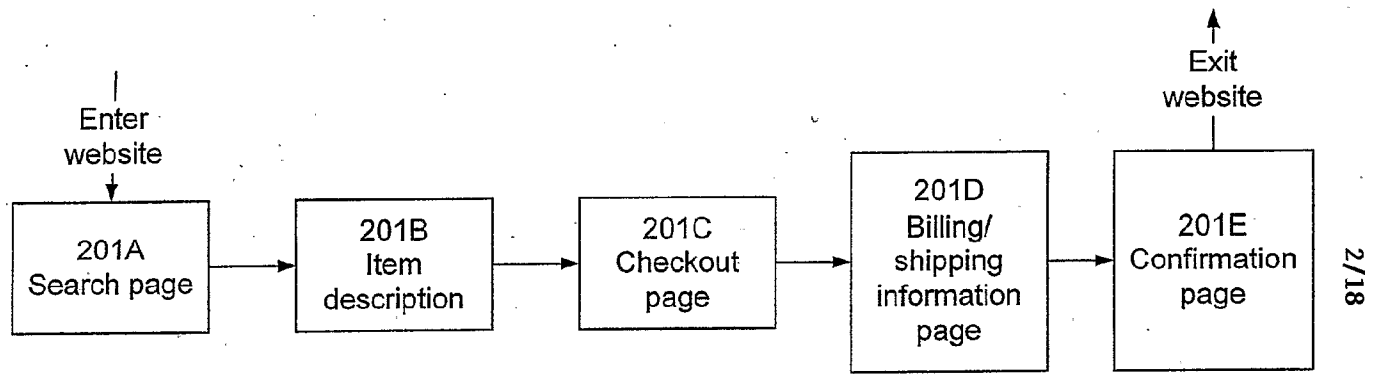 Enter
website
201A
Search page
201B
Item
description
201C
Checkout
page
201D
Billing/
shipping
information
page
201E
Confirmation
page
Exit
website
2/18